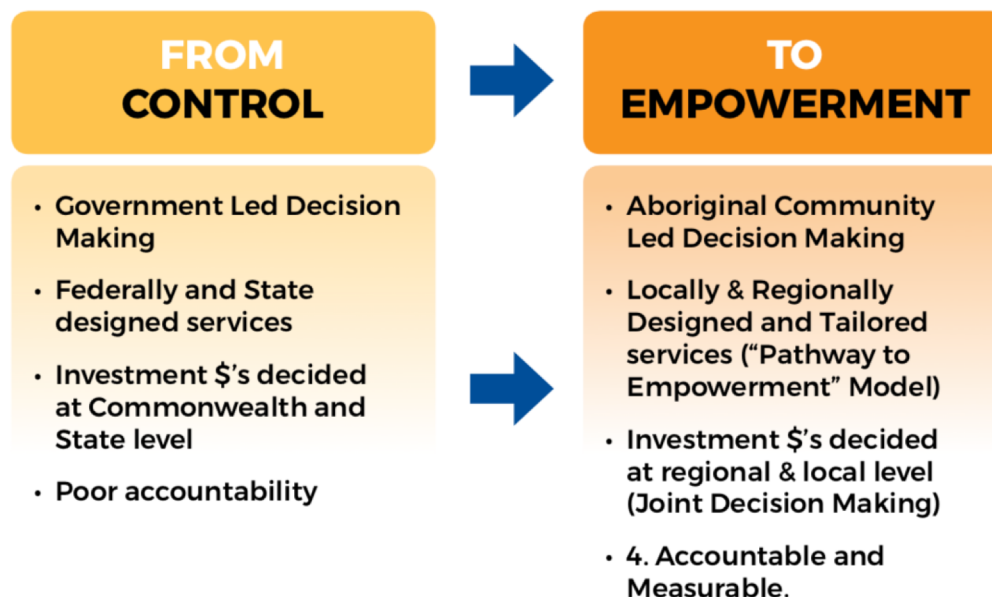 FROM
CONTROL
• Government Led Decision
Making
• Federally and State
designed services
• Investment $'s decided
at Commonwealth and
State level
• Poor accountability
TO
EMPOWERMENT
• Aboriginal Community
Led Decision Making
• Locally & Regionally
Designed and Tailored
services (“Pathway to
Empowerment” Model)
• Investment $'s decided
at regional & local level
(Joint Decision Making)
• 4. Accountable and
Measurable.